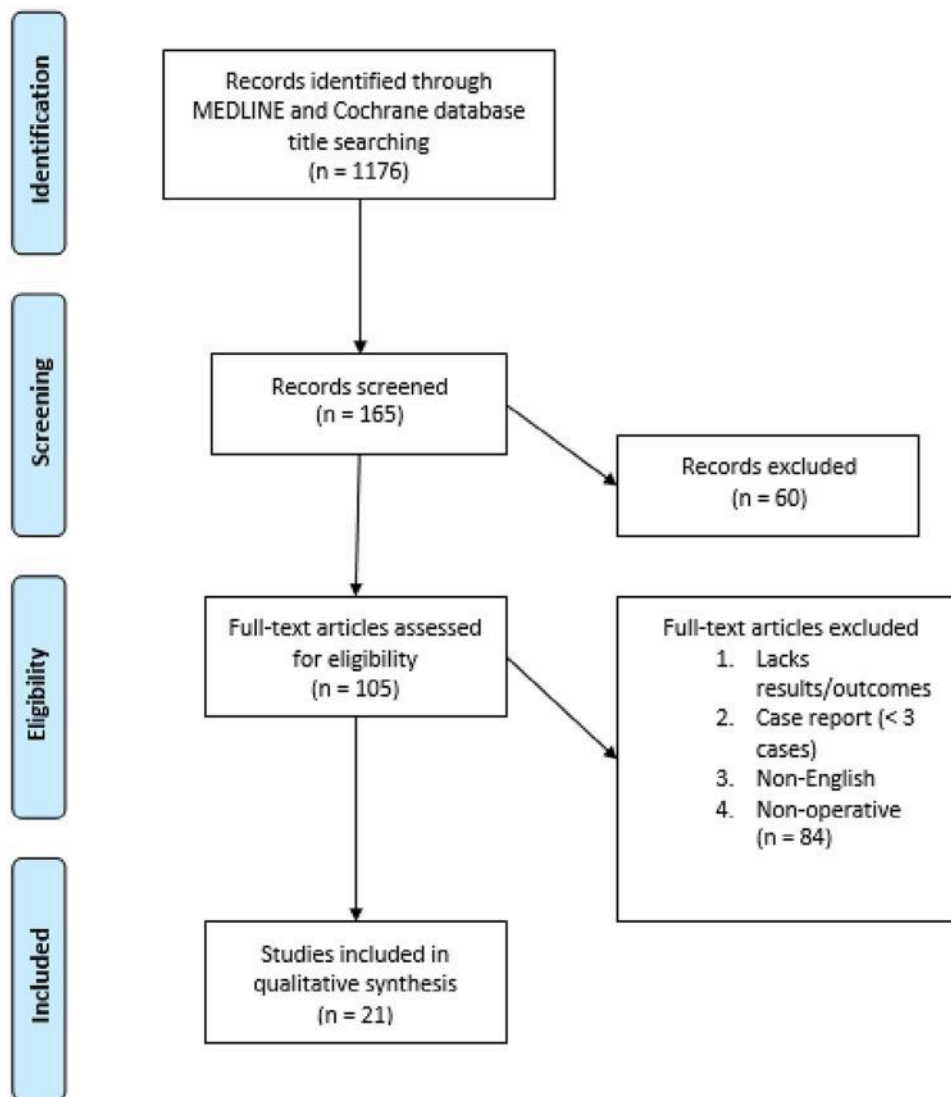 Identification
Records identified through
MEDLINE and Cochrane database
title searching
(n = 1176)
Screening
Records screened
(n = 165)
Records excluded
(n = 60)
Eligibility
Full-text articles assessed
for eligibility
(n = 105)
Full-text articles excluded
1. Lacks
results/outcomes
2. Case report (< 3
cases)
3. Non-English
4. Non-operative
(n = 84)
Included
Studies included in
qualitative synthesis
(n = 21)